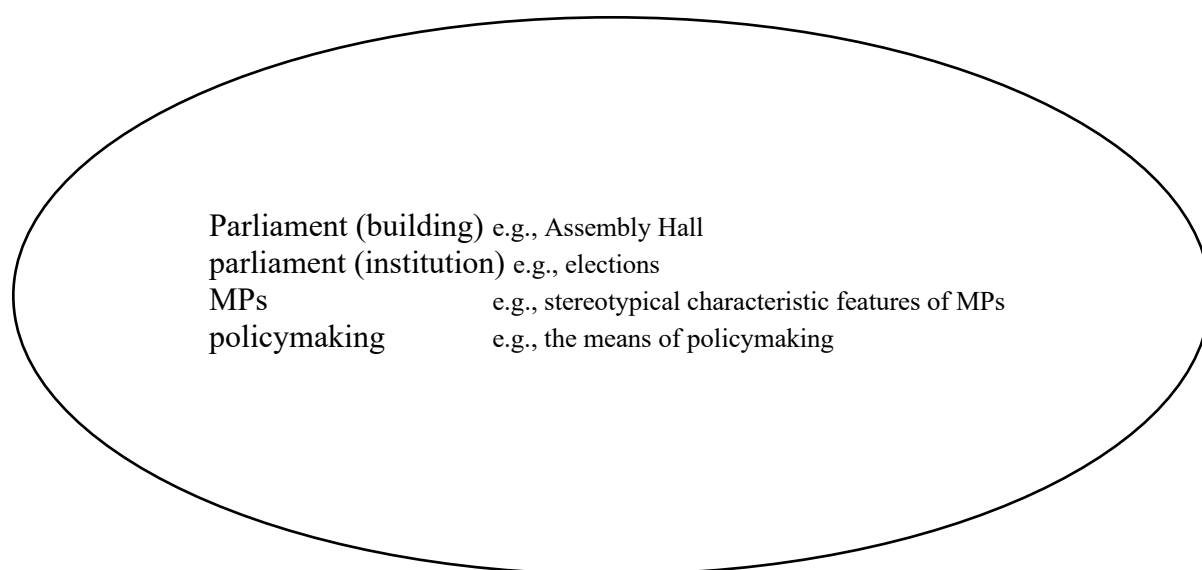 Parliament (building) e.g., Assembly Hall
parliament (institution) e.g., elections
MPs e.g., stereotypical characteristic features of MPs
policymaking e.g., the means of policymaking